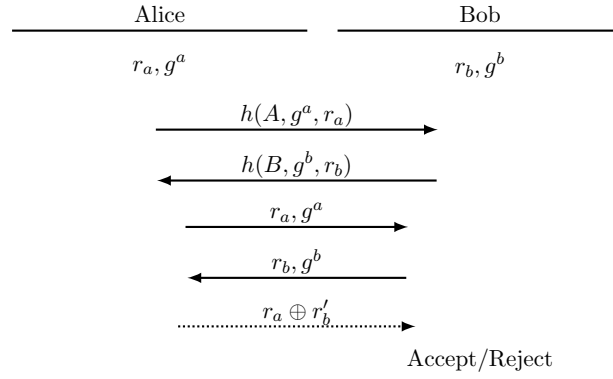 Alice Bob
r_a, g^a r_b, g^b
h(A, g^a, r_a)
h(B, g^b, r_b)
r_a, g^a
r_b, g^b
r_a ⊕ r'_b
Accept/Reject